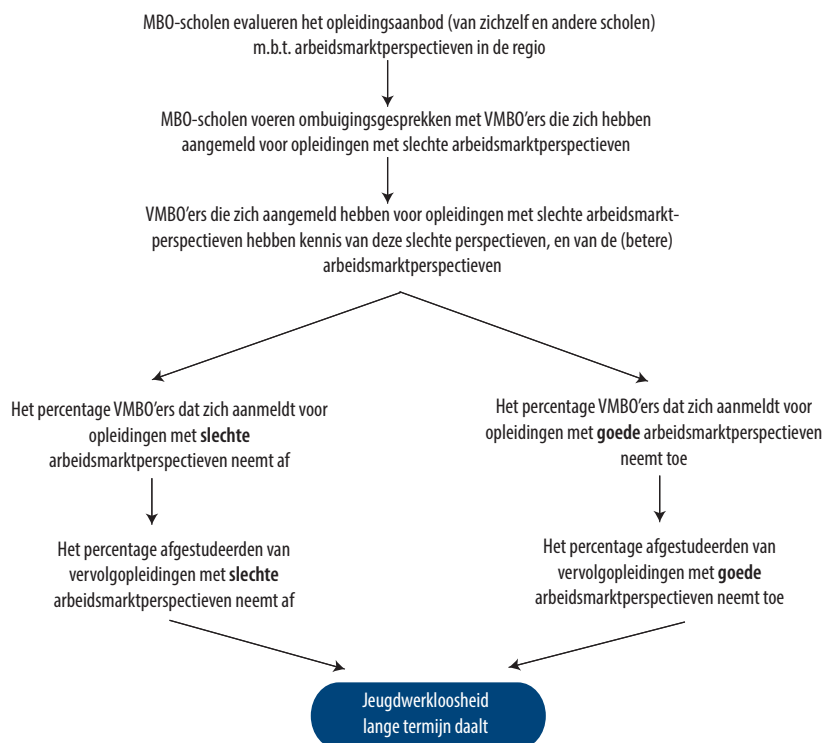 MBO-scholen evalueren het opleidingsaanbod (van zichzelf en andere scholen)
m.b.t. arbeidsmarktperspectieven in de regio
MBO-scholen voeren ombuigingsgesprekken met VMBO'ers die zich hebben
aangemeld voor opleidingen met slechte arbeidsmarktperspectieven
VMBO'ers die zich aangemeld hebben voor opleidingen met slechte arbeidsmarkt-
perspectieven hebben kennis van deze slechte perspectieven, en van de (betere)
arbeidsmarktperspectieven
Het percentage VMBO'ers dat zich aanmeldt voor
opleidingen met slechte
arbeidsmarktperspectieven neemt af
Het percentage VMBO'ers dat zich aanmeldt voor
opleidingen met goede arbeidsmarktperspectieven
neemt toe
Het percentage afgestudeerden van
vervolgopleidingen met slechte
arbeidsmarktperspectieven neemt af
Het percentage afgestudeerden van
vervolgopleidingen met goede
arbeidsmarktperspectieven neemt toe
Jeugdwerkloosheid
lange termijn daalt